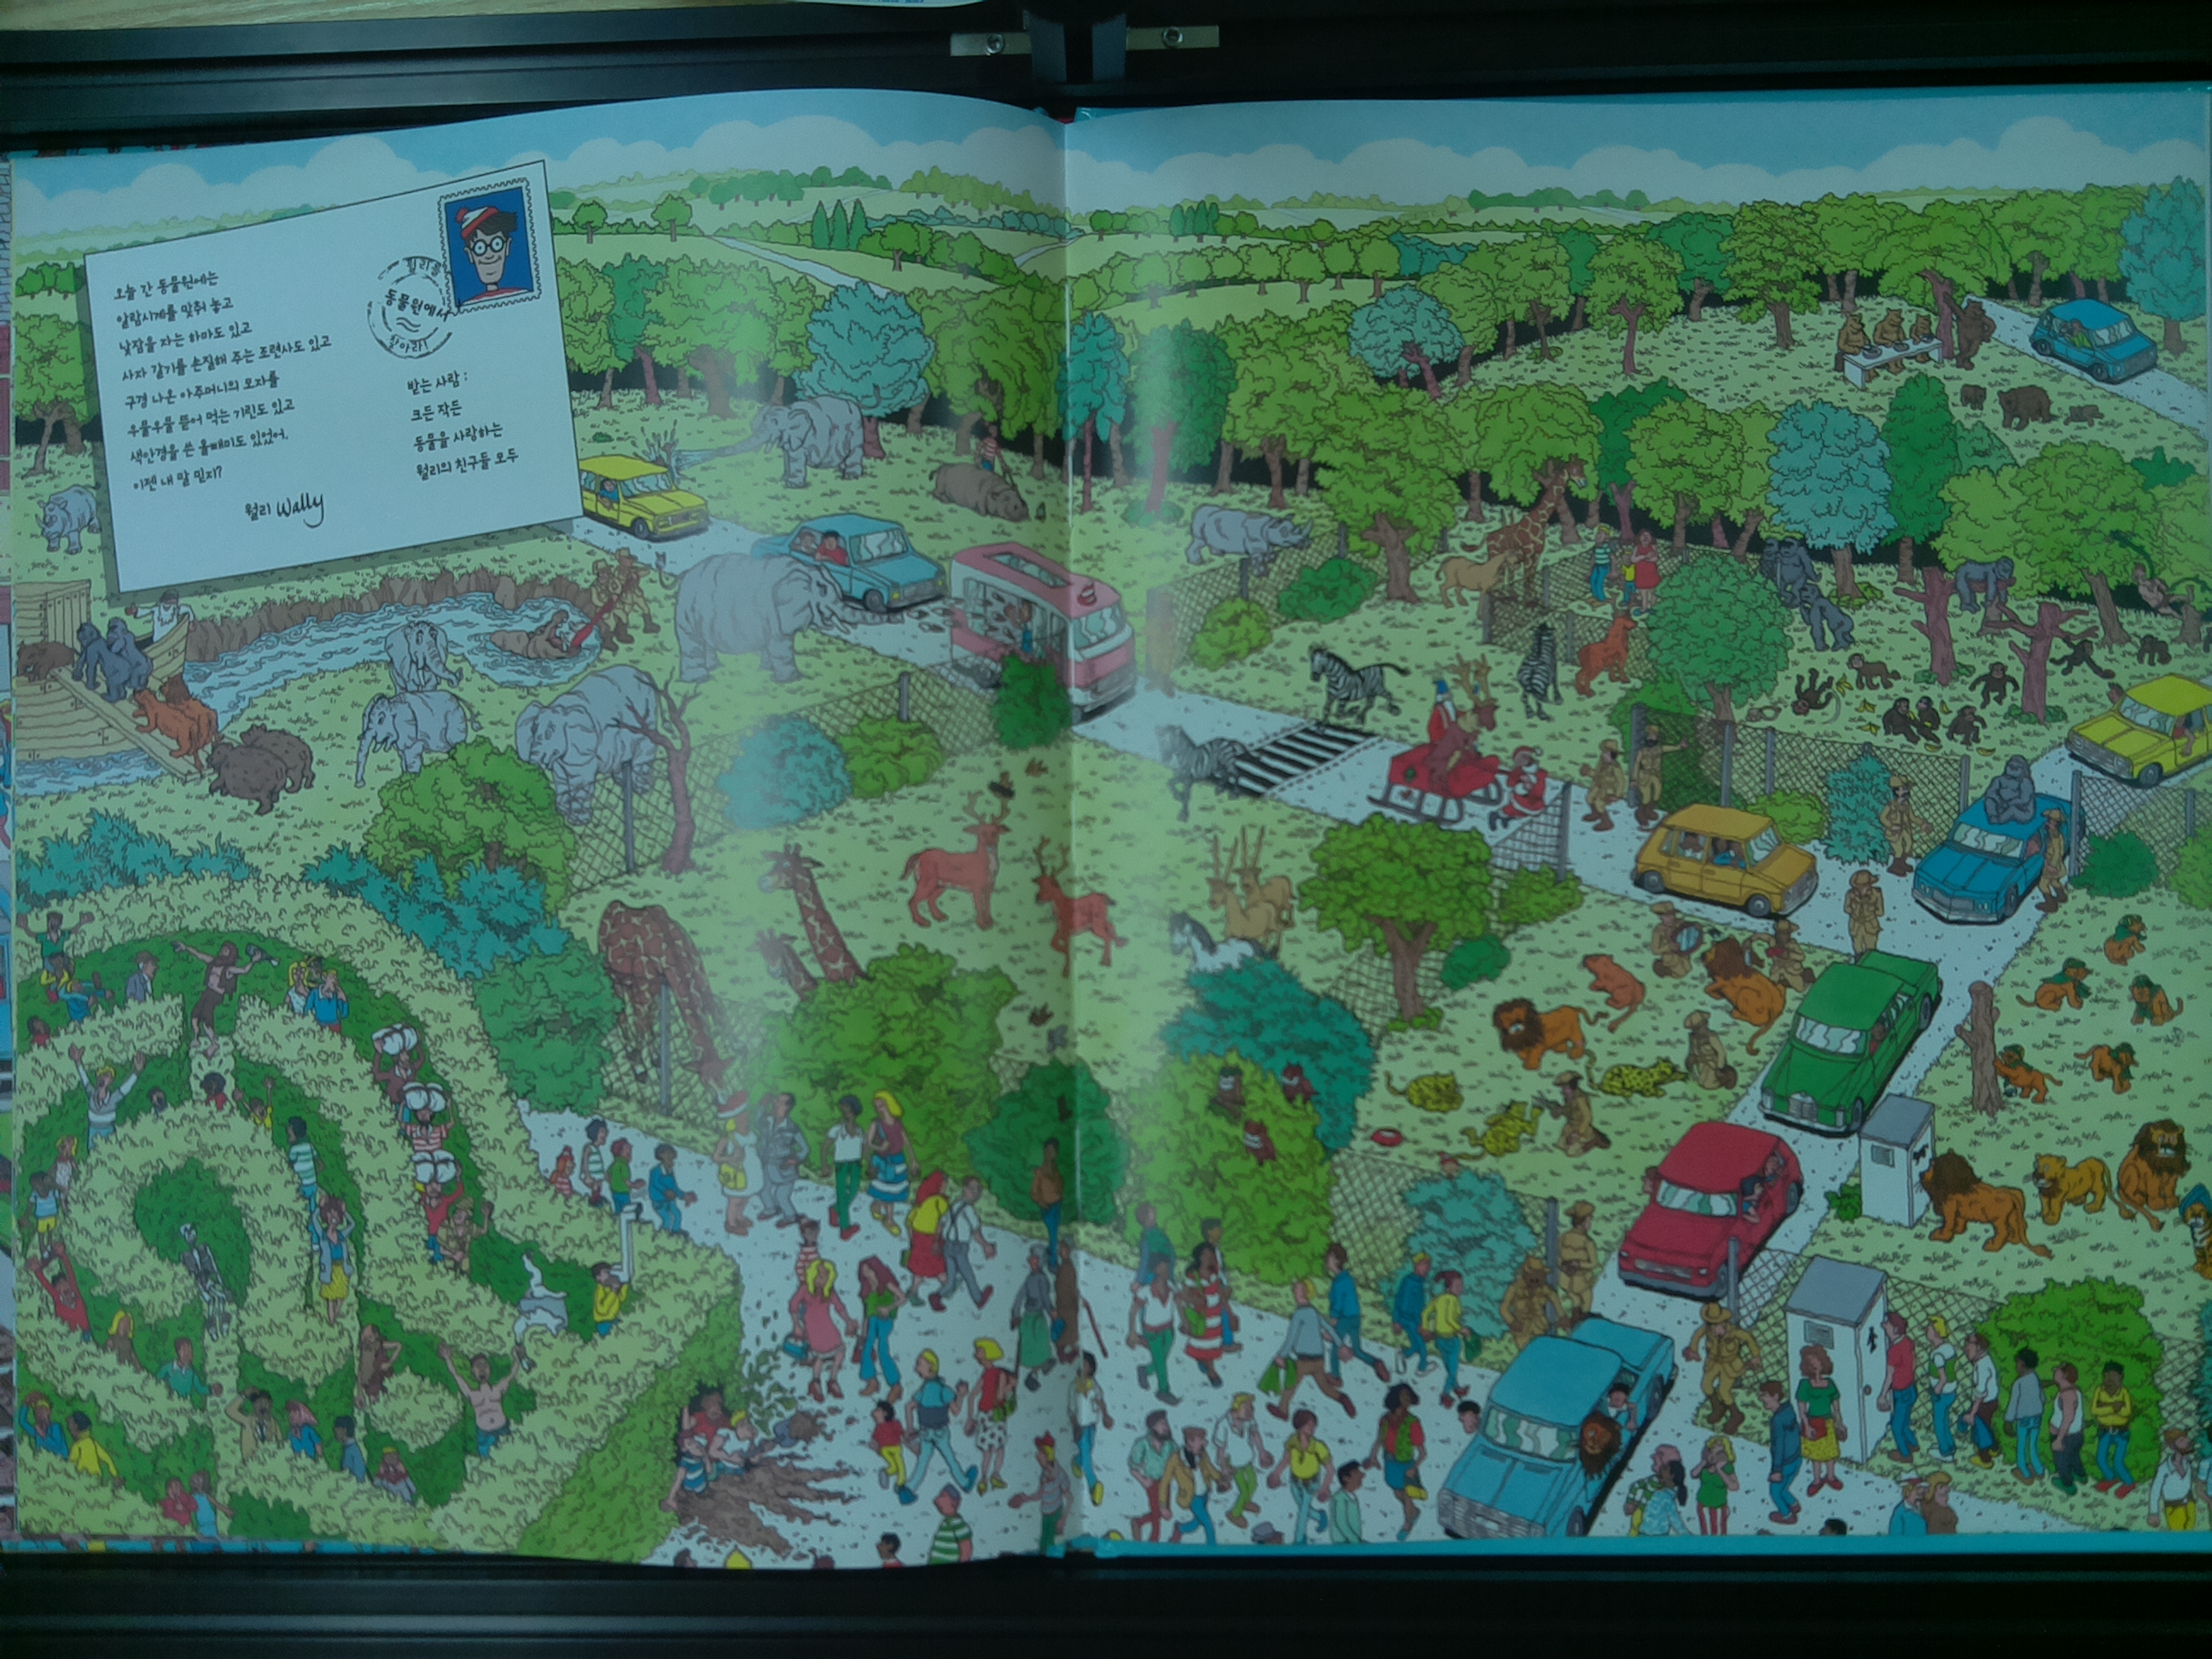 오늘 간 동물원에는
알람시계를 맞춰 놓고
낮잠을 자는 하마도 있고
사자 갈기를 손질해 주는 조련사도 있고
구경 나온 아주머니의 모자를
우물우물 뜯어 먹는 기린도 있고
색안경을 쓴 올빼미도 있었어.
이젠 내 말 믿지?
월리 Wally
월리를
동물원에서
찾아라!
받는 사람 :
크든 작든
동물을 사랑하는
월리의 친구들 모두